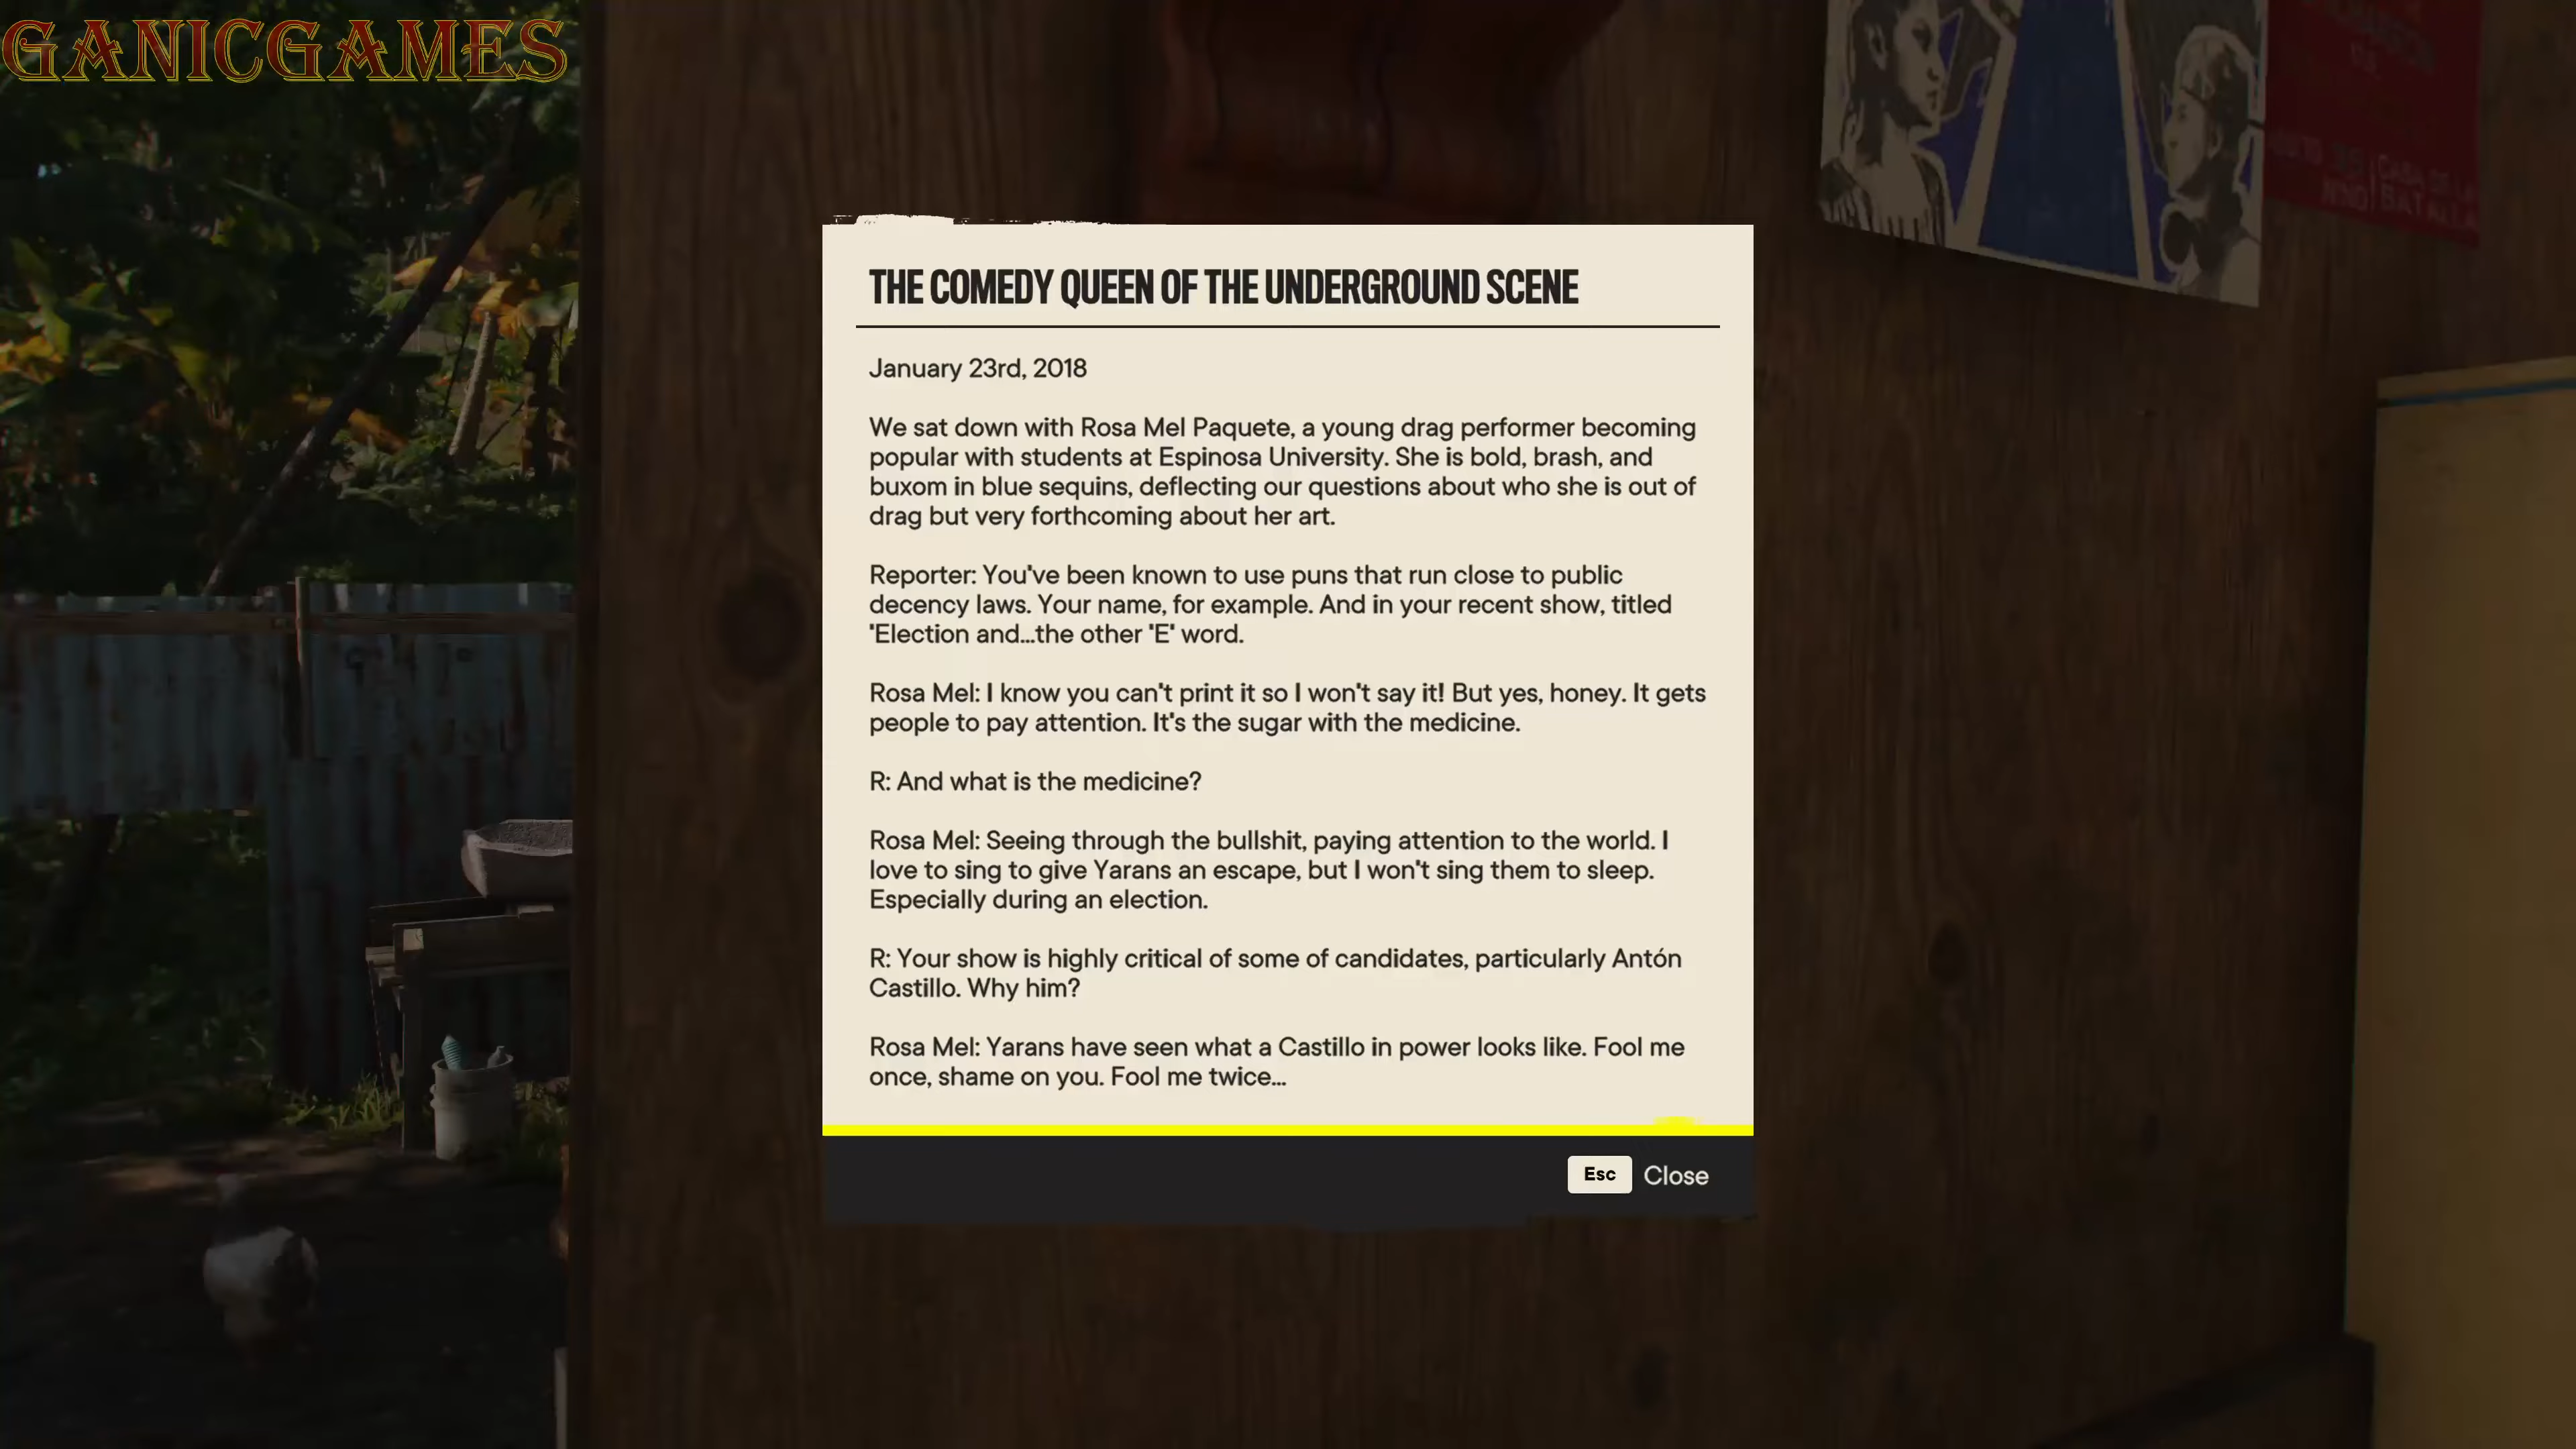 GANICGAMES
THE COMEDY QUEEN OF THE UNDERGROUND SCENE
January 23rd, 2018
We sat down with Rosa Mel Paquete, a young drag performer becoming
popular with students at Espinosa University. She is bold, brash, and
buxom in blue sequins, deflecting our questions about who she is out of
drag but very forthcoming about her art.
Reporter: You've been known to use puns that run close to public
decency laws. Your name, for example. And in your recent show, titled
'Election and...the other 'E' word.
Rosa Mel: I know you can't print it so I won't say it! But yes, honey. It gets
people to pay attention. It's the sugar with the medicine.
R: And what is the medicine?
Rosa Mel: Seeing through the bullshit, paying attention to the world. I
love to sing to give Yarans an escape, but I won't sing them to sleep.
Especially during an election.
R: Your show is highly critical of some of candidates, particularly Antón
Castillo. Why him?
Rosa Mel: Yarans have seen what a Castillo in power looks like. Fool me
once, shame on you. Fool me twice...
Esc Close